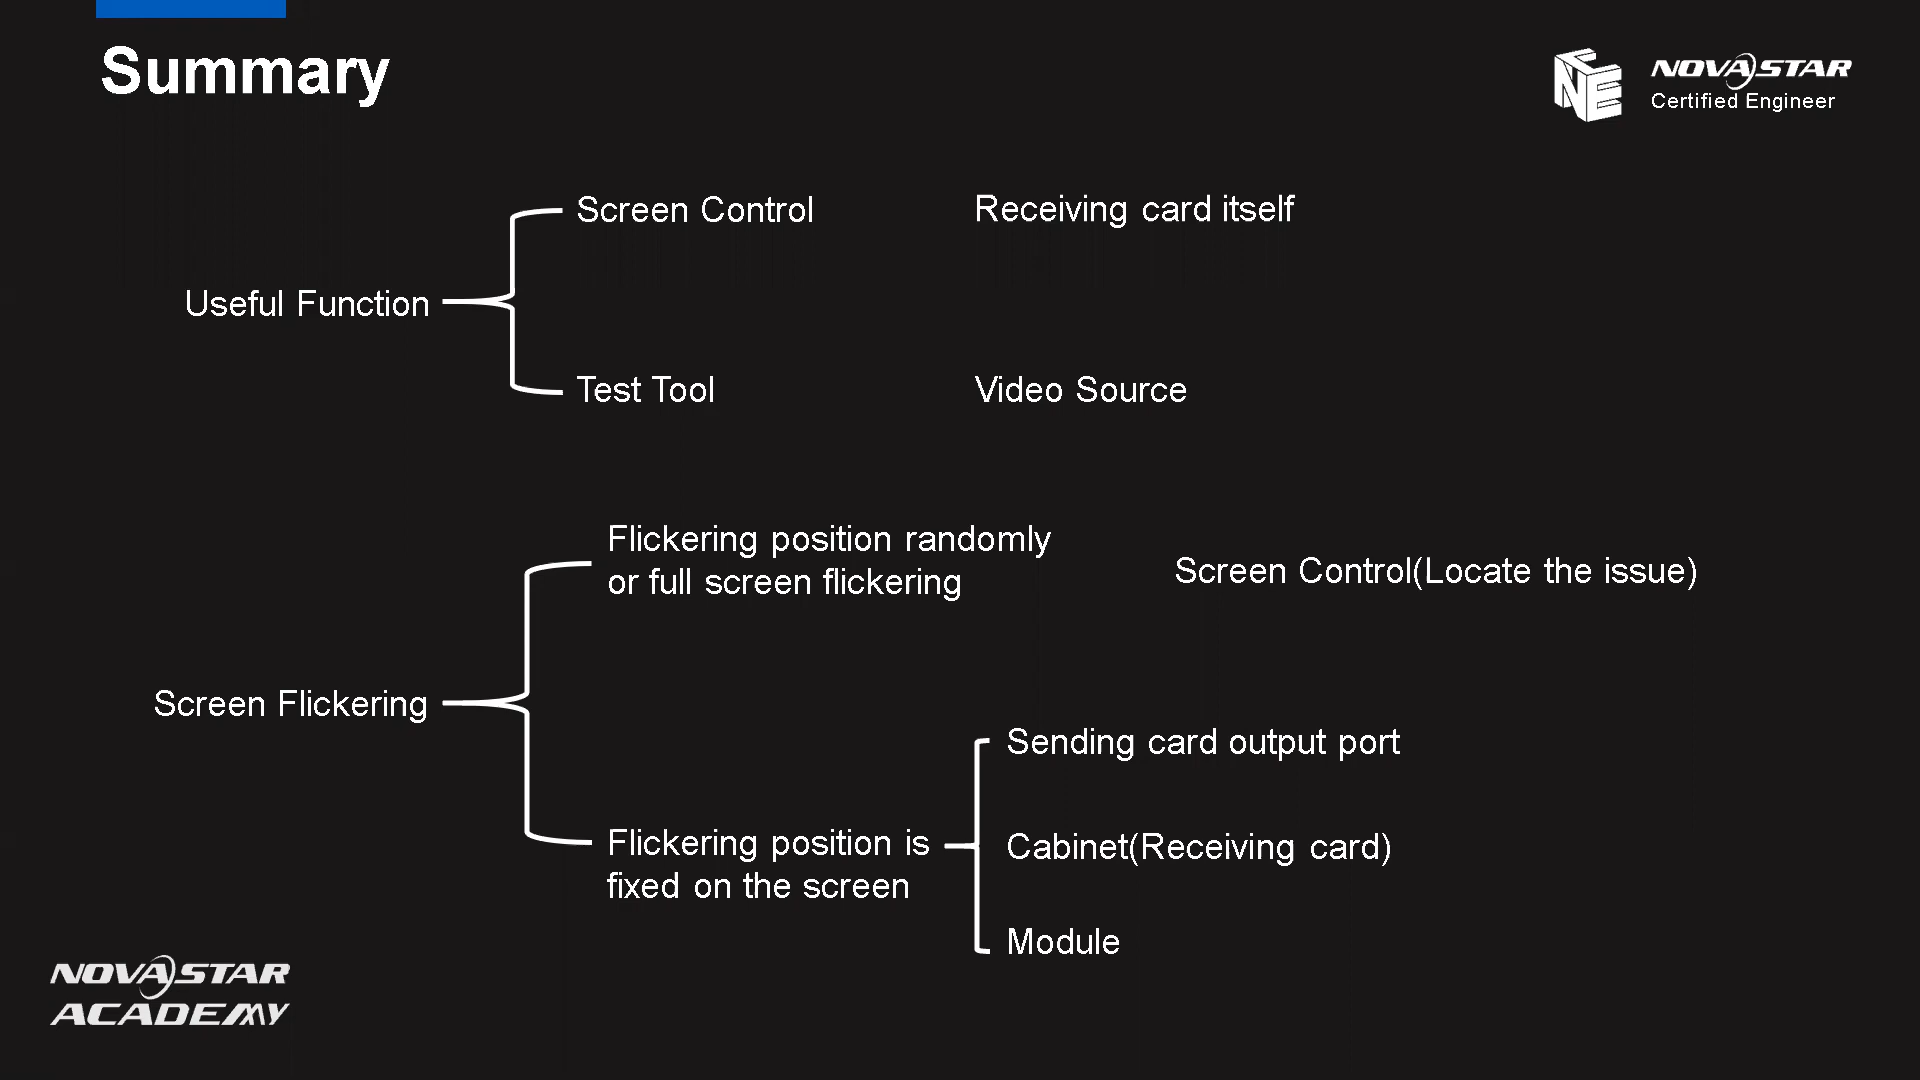 Summary
NOVASTAR
Certified Engineer
Screen Control
Receiving card itself
Useful Function
Test Tool
Video Source
Flickering position randomly
or full screen flickering
Screen Control(Locate the issue)
Screen Flickering
Sending card output port
Flickering position is
fixed on the screen
Cabinet(Receiving card)
Module
NOVASTAR
ACADEMY